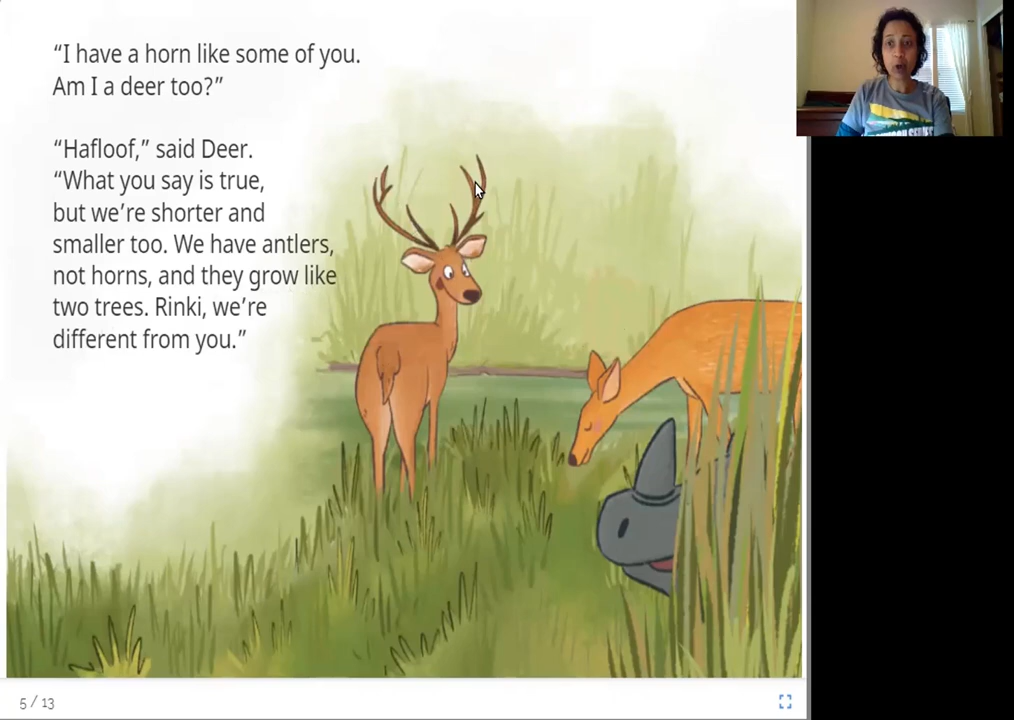 “I have a horn like some of you.
Am I a deer too?”
“Hafloof,” said Deer.
“What you say is true,
but we’re shorter and
smaller too. We have antlers,
not horns, and they grow like
two trees. Rinki, we’re
different from you.”
5 / 13